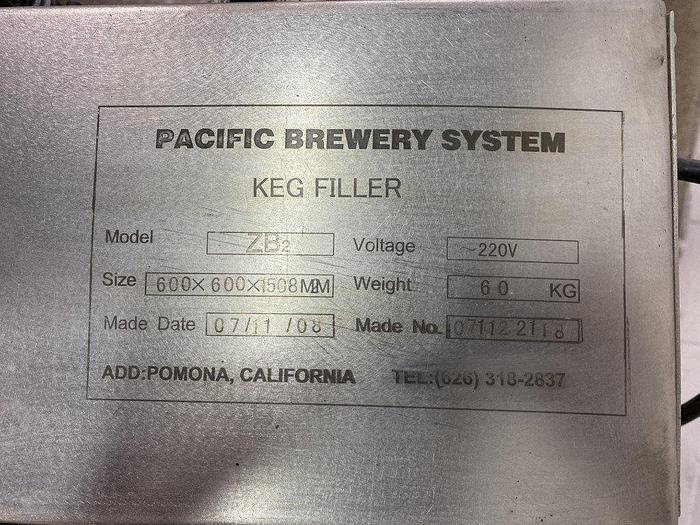 PACIFIC BREWERY SYSTEM
KEG FILLER
Model ZB2 Voltage ~220V
Size 600×600×1508MM Weight 60 KG
Made Date 07/11/08 Made No. 07112 2118
ADD:POMONA, CALIFORNIA TEL:(626) 318-2837